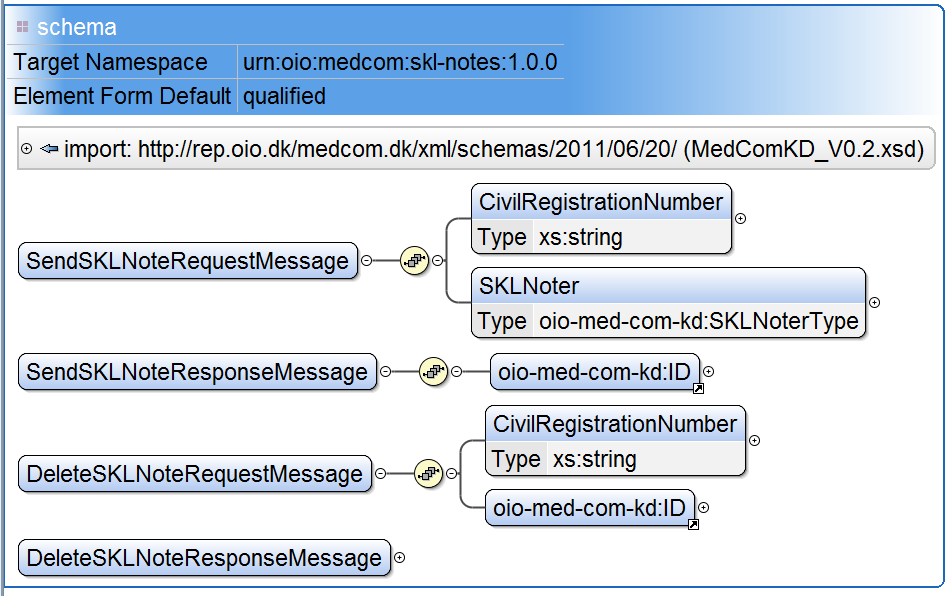 schema
Target Namespace urn:oio:medcom:skl-notes:1.0.0
Element Form Default qualified
import: http://rep.oio.dk/medcom.dk/xml/schemas/2011/06/20/ (MedComKD_V0.2.xsd)
SendSKLNoteRequestMessage
CivilRegistrationNumber
Type xs:string
SKLNoter
Type oio-med-com-kd:SKLNoterType
SendSKLNoteResponseMessage
oio-med-com-kd:ID
DeleteSKLNoteRequestMessage
CivilRegistrationNumber
Type xs:string
oio-med-com-kd:ID
DeleteSKLNoteResponseMessage